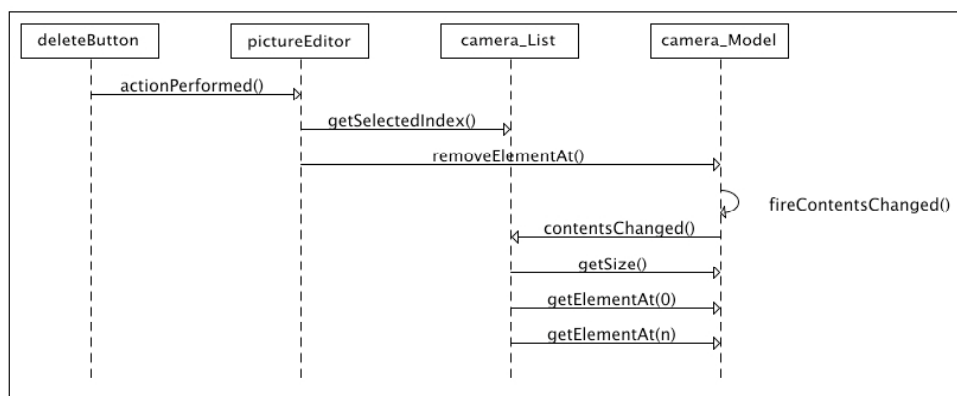 deleteButton
pictureEditor
camera_List
camera_Model
actionPerformed()
getSelectedIndex()
removeElementAt()
fireContentsChanged()
contentsChanged()
getSize()
getElementAt(0)
getElementAt(n)